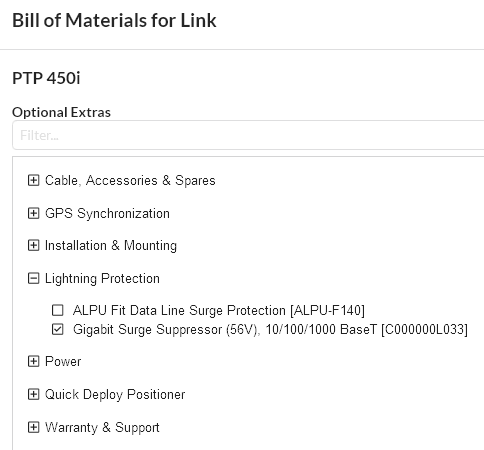 Bill of Materials for Link
PTP 450i
Optional Extras
Filter...
Cable, Accessories & Spares
GPS Synchronization
Installation & Mounting
Lightning Protection
ALPU Fit Data Line Surge Protection [ALPU-F140]
Gigabit Surge Suppressor (56V), 10/100/1000 BaseT [C000000L033]
Power
Quick Deploy Positioner
Warranty & Support